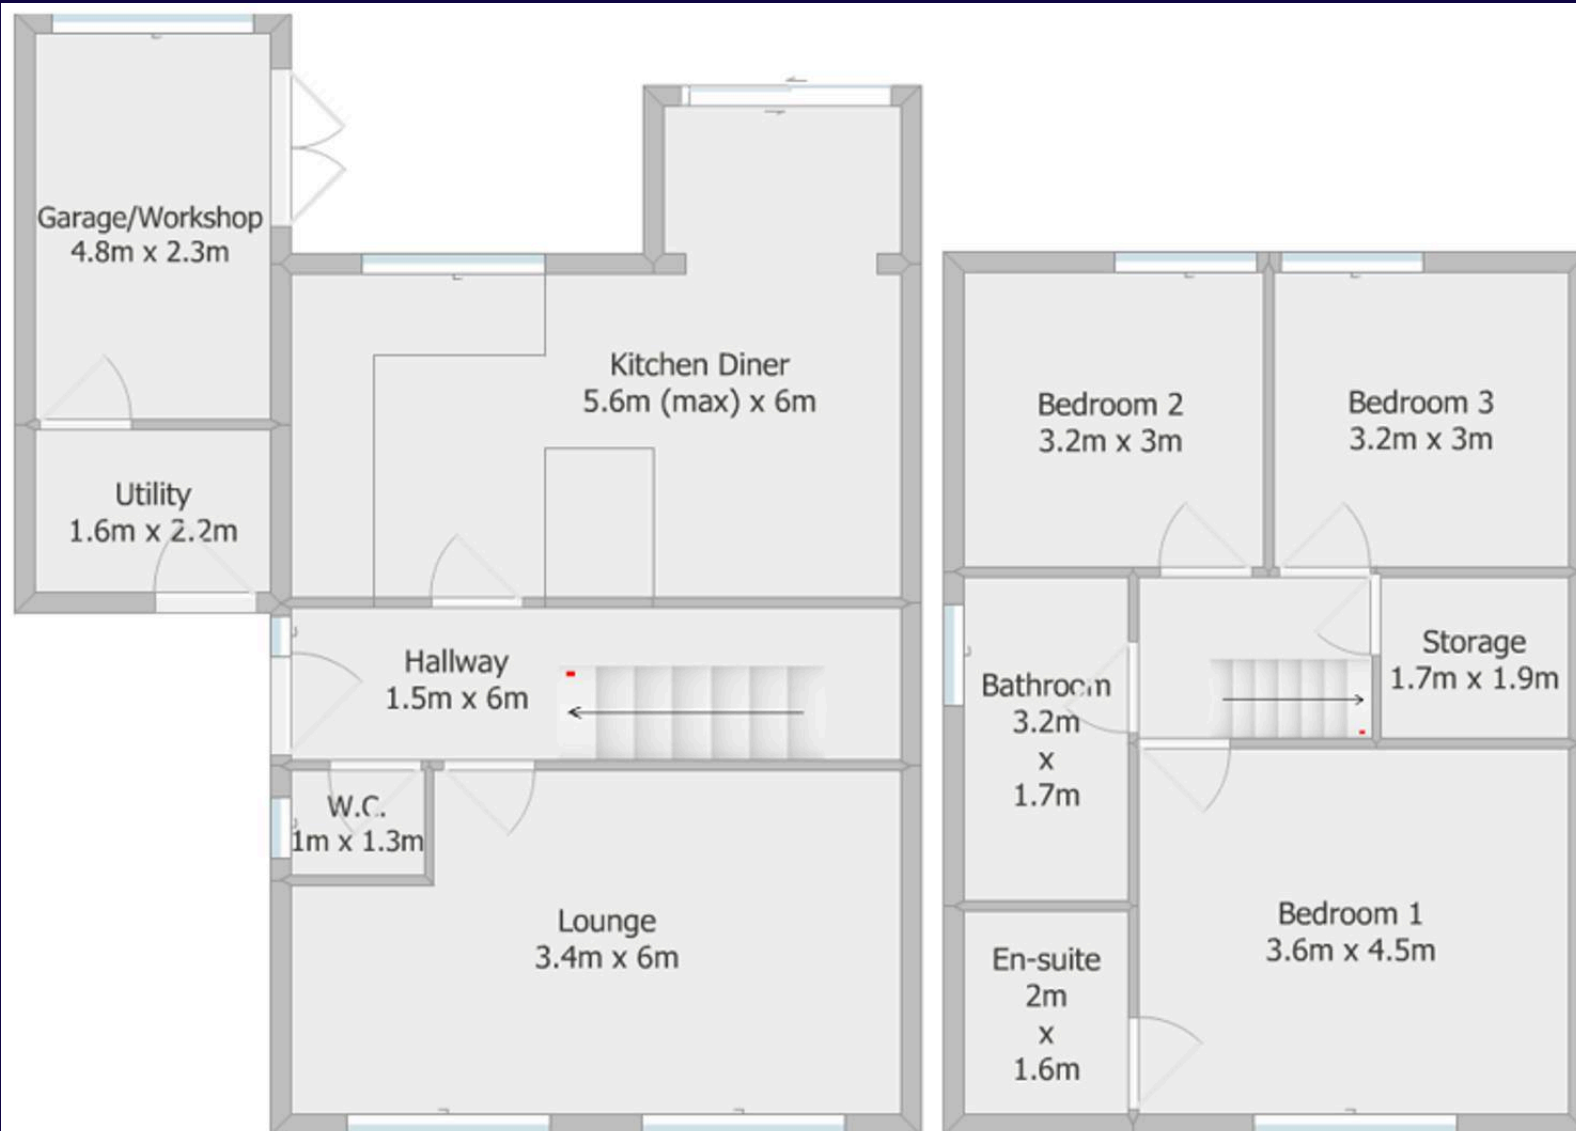 Garage/Workshop
4.8m x 2.3m
Utility
1.6m x 2.2m
Kitchen Diner
5.6m (max) x 6m
Hallway
1.5m x 6m
W.C.
1m x 1.3m
Lounge
3.4m x 6m
Bedroom 2
3.2m x 3m
Bedroom 3
3.2m x 3m
Bathroom
3.2m
x
1.7m
Storage
1.7m x 1.9m
En-suite
2m
x
1.6m
Bedroom 1
3.6m x 4.5m